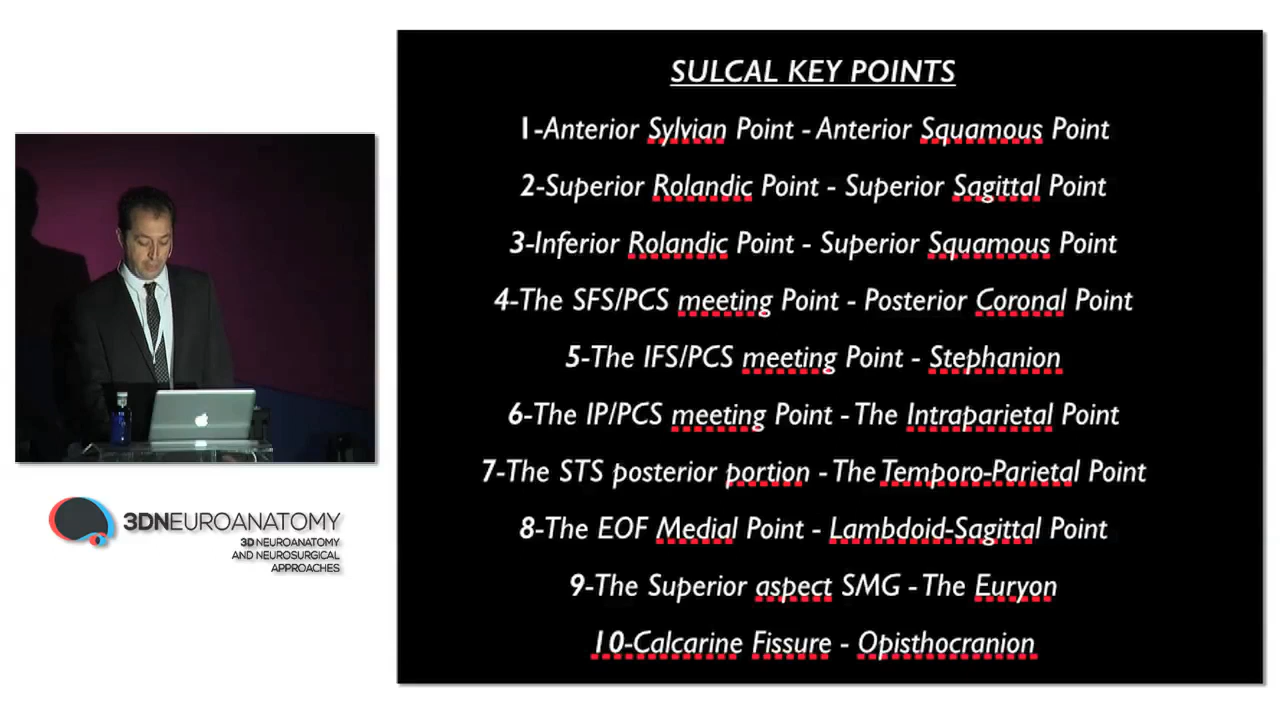 SULCAL KEY POINTS
1-Anterior Sylvian Point - Anterior Squamous Point
2-Superior Rolandic Point - Superior Sagittal Point
3-Inferior Rolandic Point - Superior Squamous Point
4-The SFS/PCS meeting Point - Posterior Coronal Point
5-The IFS/PCS meeting Point - Stephanion
6-The IP/PCS meeting Point - The Intraparietal Point
7-The STS posterior portion - The Temporo-Parietal Point
8-The EOF Medial Point - Lambdoid-Sagittal Point
9-The Superior aspect SMG - The Euryon
10-Calcarine Fissure - Opisthocranion
3DNEUROANATOMY
3D NEUROANATOMY
AND NEUROSURGICAL
APPROACHES